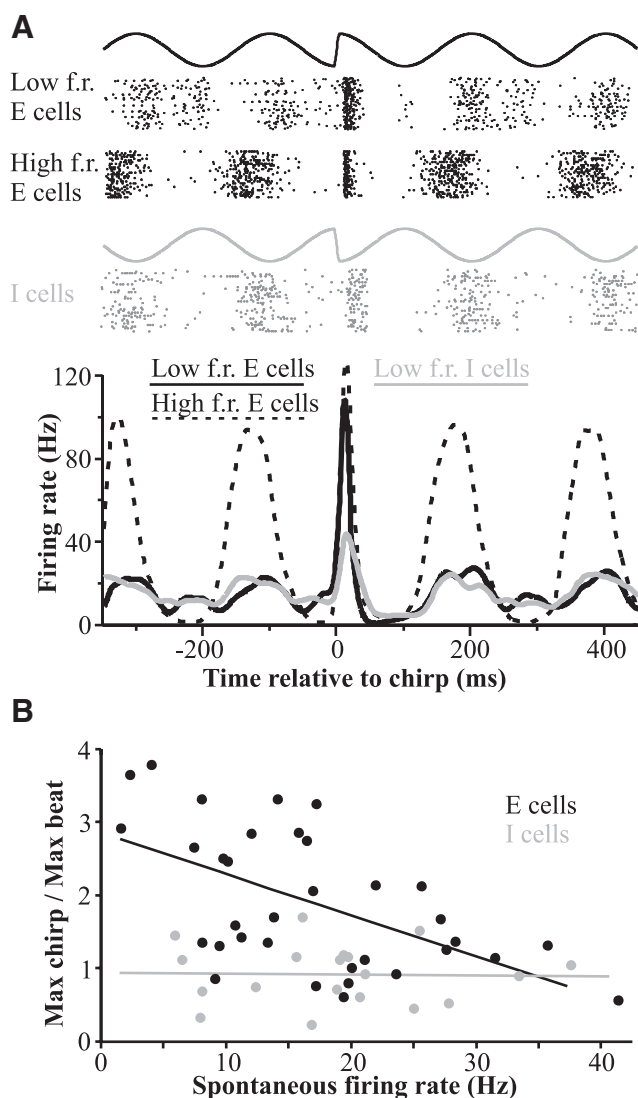 A
Low f.r.
E cells
High f.r.
E cells
I cells
Low f.r. E cells
Low f.r. I cells
High f.r. E cells
120
80
40
0
Firing rate (Hz)
-200
0
200
400
Time relative to chirp (ms)
B
4
3
2
1
0
Max chirp / Max beat
E cells
I cells
0
10
20
30
40
Spontaneous firing rate (Hz)